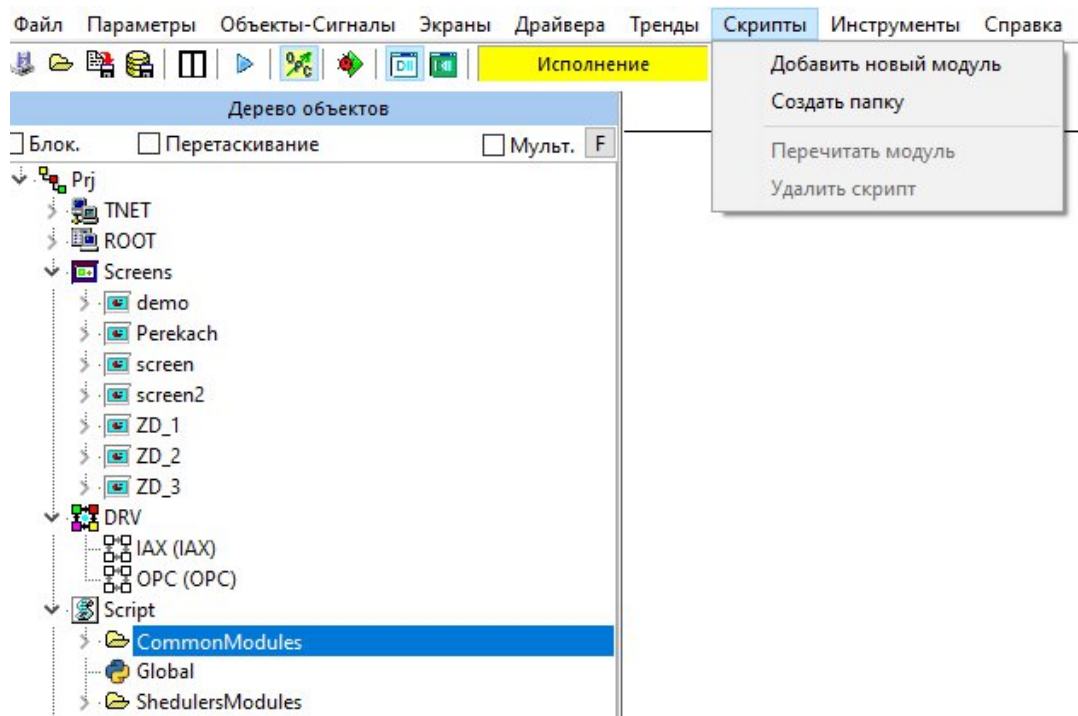 Файл Параметры Объекты-Сигналы Экраны Драйвера Тренды Скрипты Инструменты Справка
Исполнение
Добавить новый модуль
Создать папку
Перечитать модуль
Удалить скрипт
Дерево объектов
Блок. Перетаскивание Мульт. F
Prj
TNET
ROOT
Screens
demo
Perekach
screen
screen2
ZD_1
ZD_2
ZD_3
DRV
IAX (IAX)
OPC (OPC)
Script
CommonModules
Global
ShedulersModules